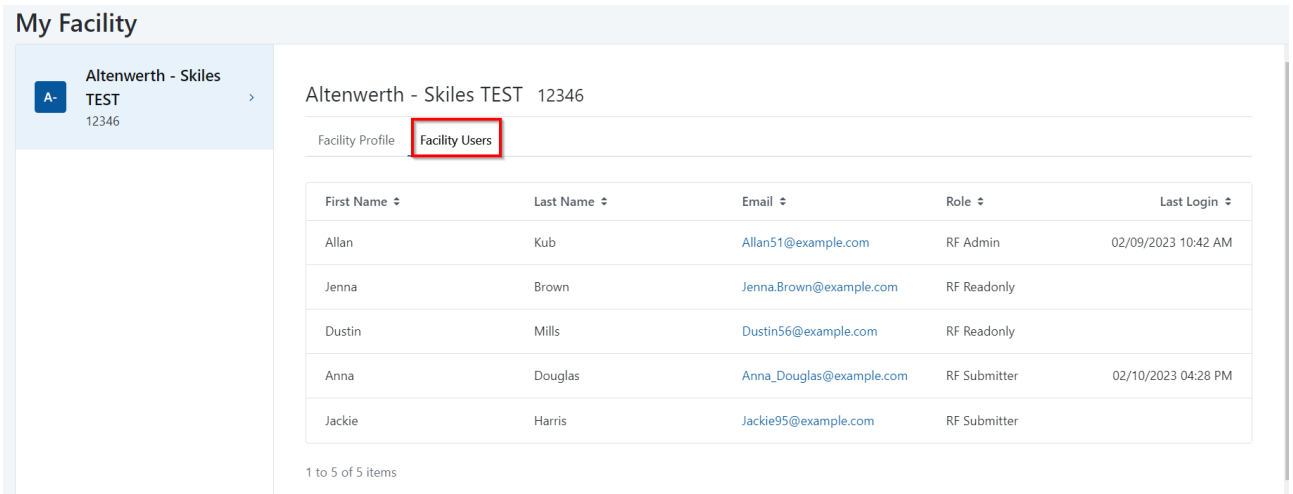 My Facility
A-
Altenwerth - Skiles
TEST
12346
Altenwerth - Skiles TEST 12346
Facility Profile Facility Users
First Name Last Name Email Role Last Login
Allan Kub Allan51@example.com RF Admin 02/09/2023 10:42 AM
Jenna Brown Jenna.Brown@example.com RF Readonly
Dustin Mills Dustin56@example.com RF Readonly
Anna Douglas Anna_Douglas@example.com RF Submitter 02/10/2023 04:28 PM
Jackie Harris Jackie95@example.com RF Submitter
1 to 5 of 5 items